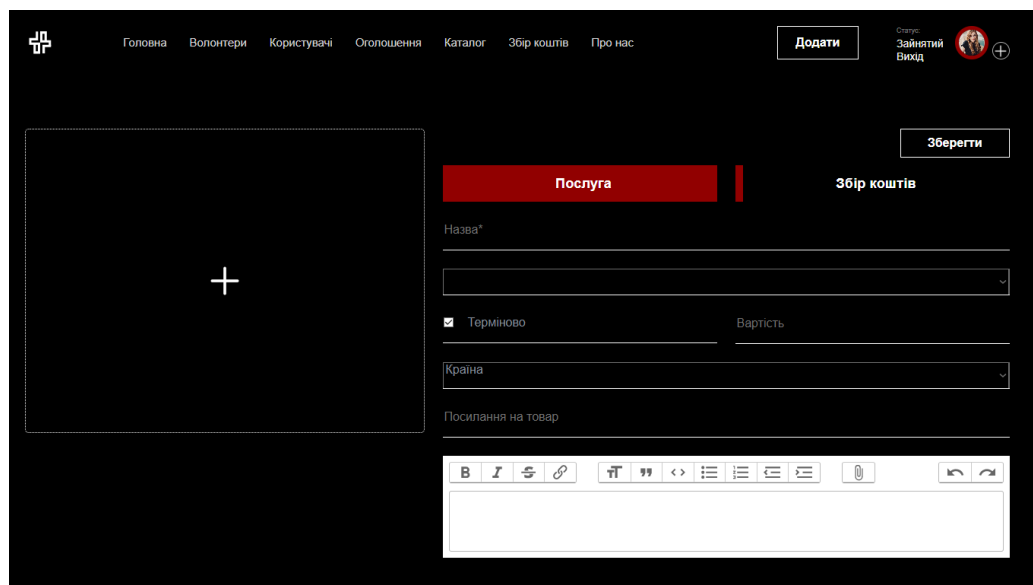 Головна Волонтери Користувачі Оголошення Каталог Збір коштів Про нас Додати
Статус:
Зайнятий
Вихід
Зберегти
Послуга Збір коштів
Назва*
Терміново Вартість
Країна
Посилання на товар